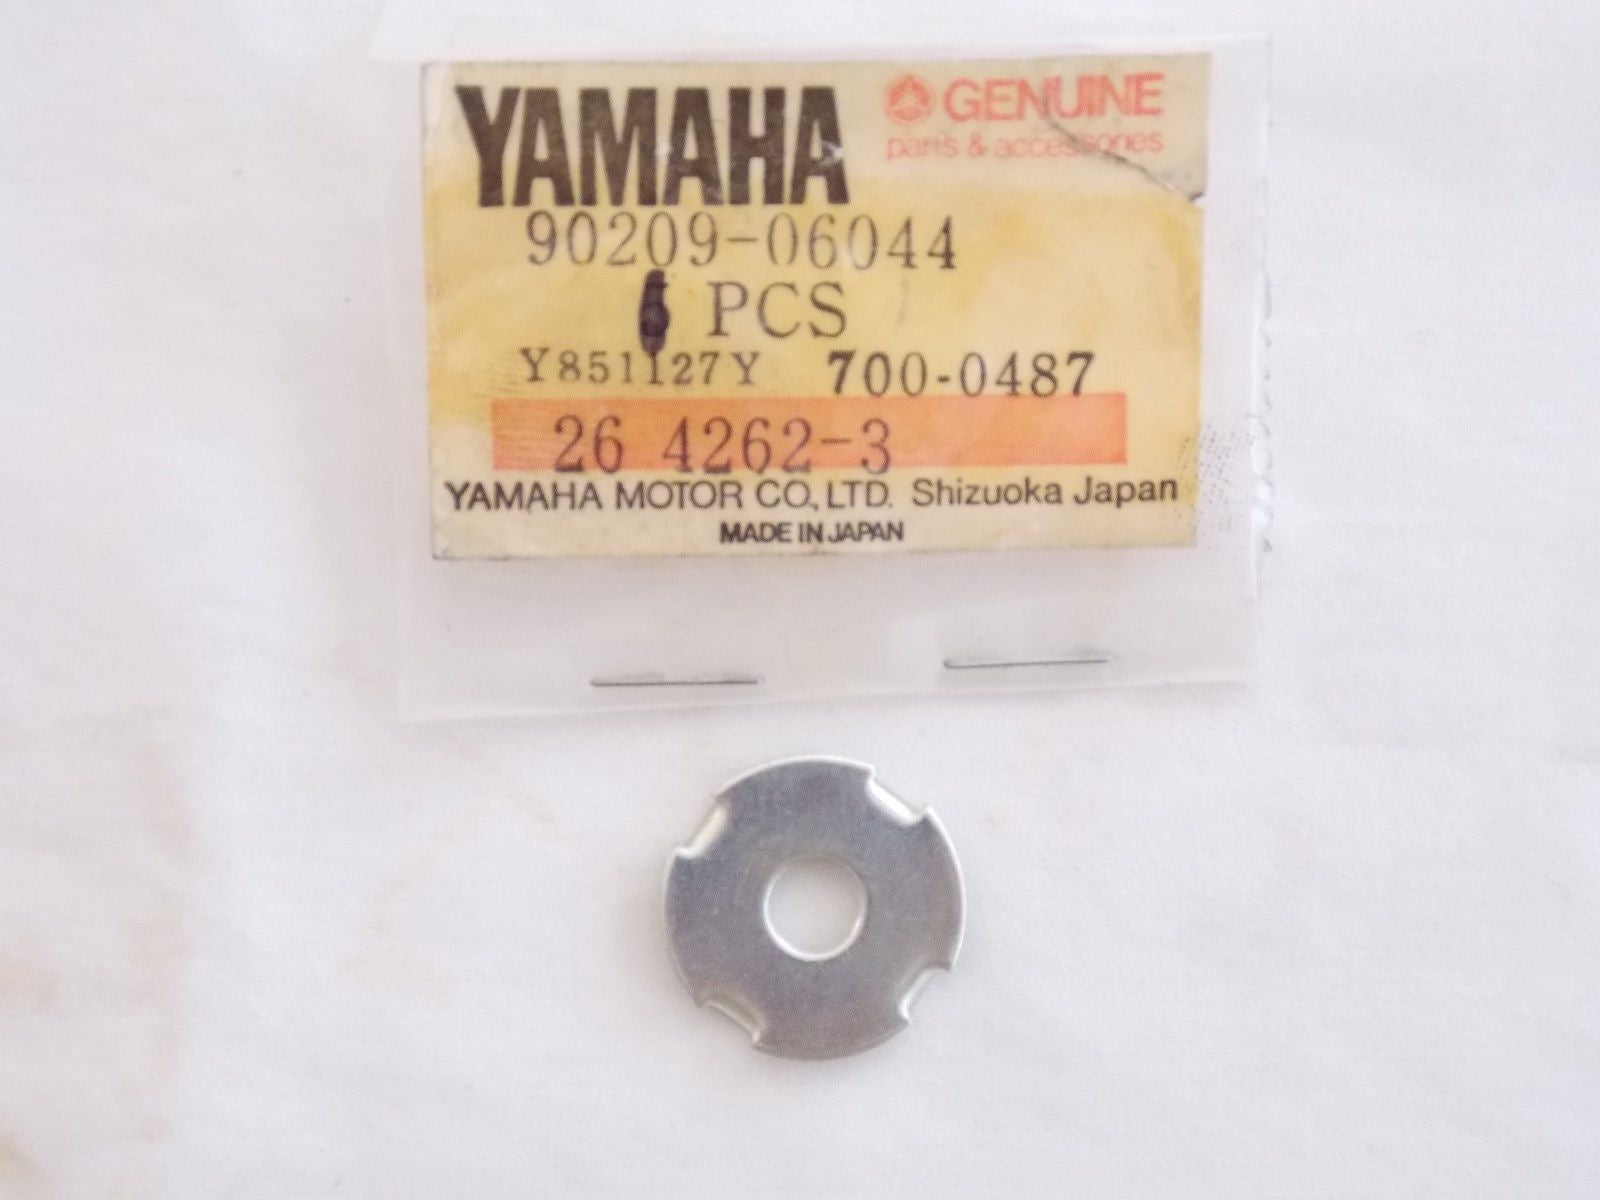 YAMAHA
GENUINE
parts & accessories
90209-06044
PCS
Y851127Y 700-0487
26 4262-3
YAMAHA MOTOR CO., LTD. Shizuoka Japan
MADE IN JAPAN